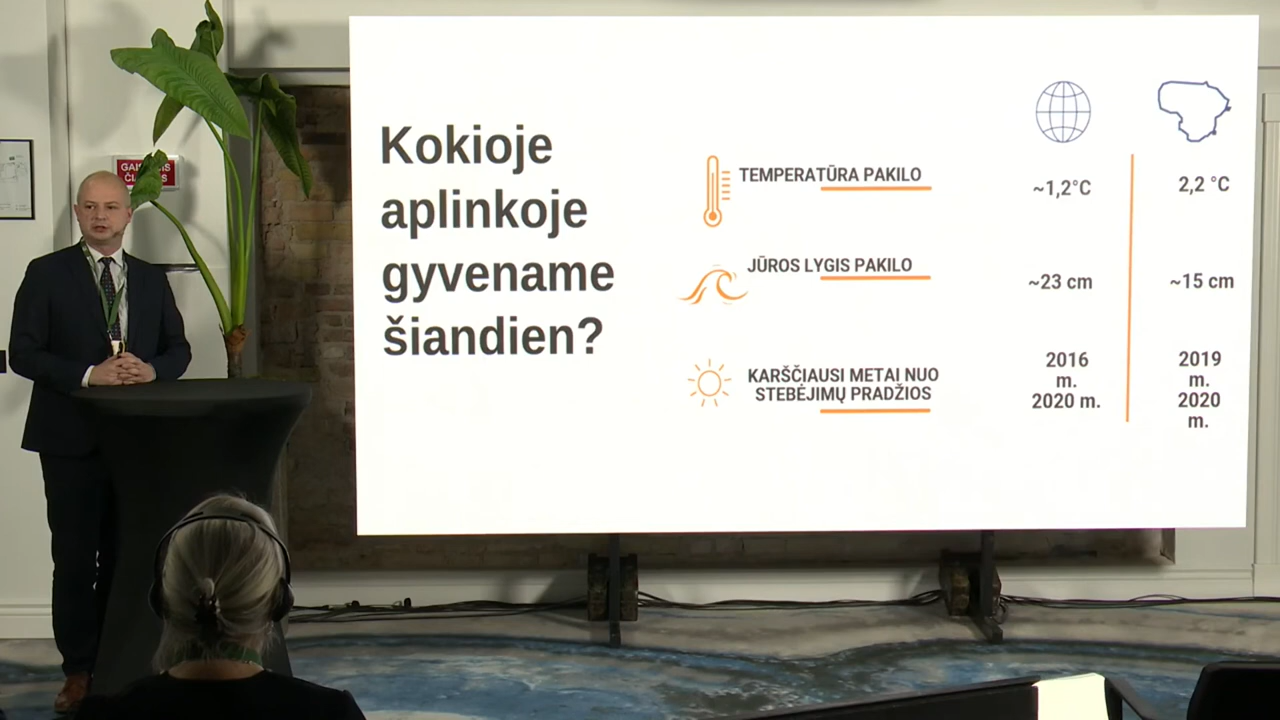 Kokioje
aplinkoje
gyvename
šiandien?
TEMPERATŪRA PAKILO
~1,2°C
2,2 °C
JŪROS LYGIS PAKILO
~23 cm
~15 cm
KARŠČIAUSI METAI NUO
STEBĖJIMŲ PRADŽIOS
2016
m.
2020 m.
2019
m.
2020
m.